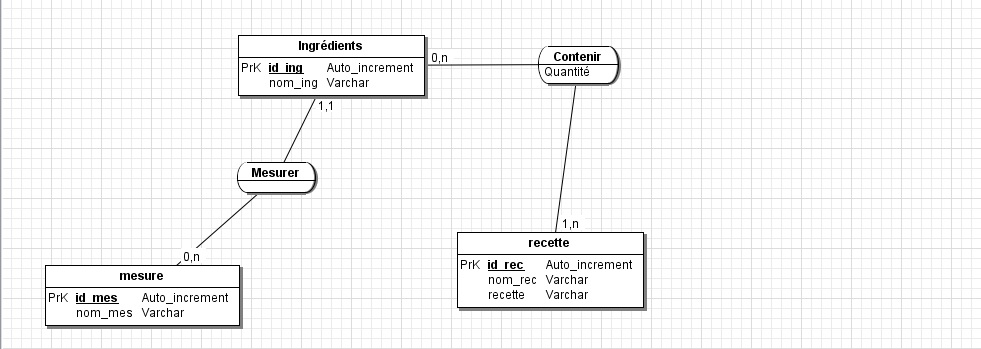 Ingrédients
PrK id_ing Auto_increment
nom_ing Varchar
0,n
Contenir
Quantité
1,1
Mesurer
0,n
mesure
PrK id_mes Auto_increment
nom_mes Varchar
1,n
recette
PrK id_rec Auto_increment
nom_rec Varchar
recette Varchar